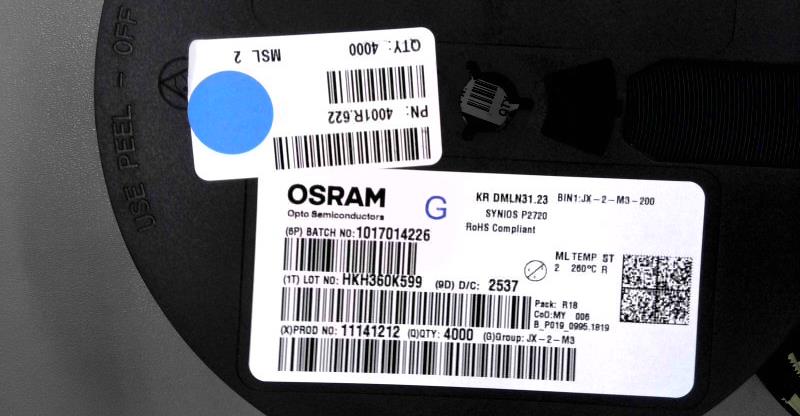 USE PEEL - OFF
QTY: 4000
MSL 2
PN: 4001R.622
OSRAM
Opto Semiconductors
G
KR DMLN31.23 BIN1:JX-2-M3-200
SYNIOS P2720
RoHS Compliant
(6P) BATCH NO: 1017014226
ML TEMP ST
2 260°C R
(1T) LOT NO: HKH360K599 (9D) D/C: 2537
Pack: R18
CoO:MY 006
B_P019_0995.1819
(X)PROD NO: 11141212 (Q)QTY: 4000 (G)Group: JX-2-M3